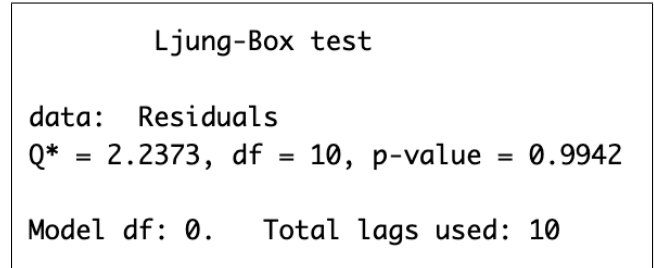 Ljung-Box test
data:  Residuals
Q* = 2.2373, df = 10, p-value = 0.9942
Model df: 0.   Total lags used: 10